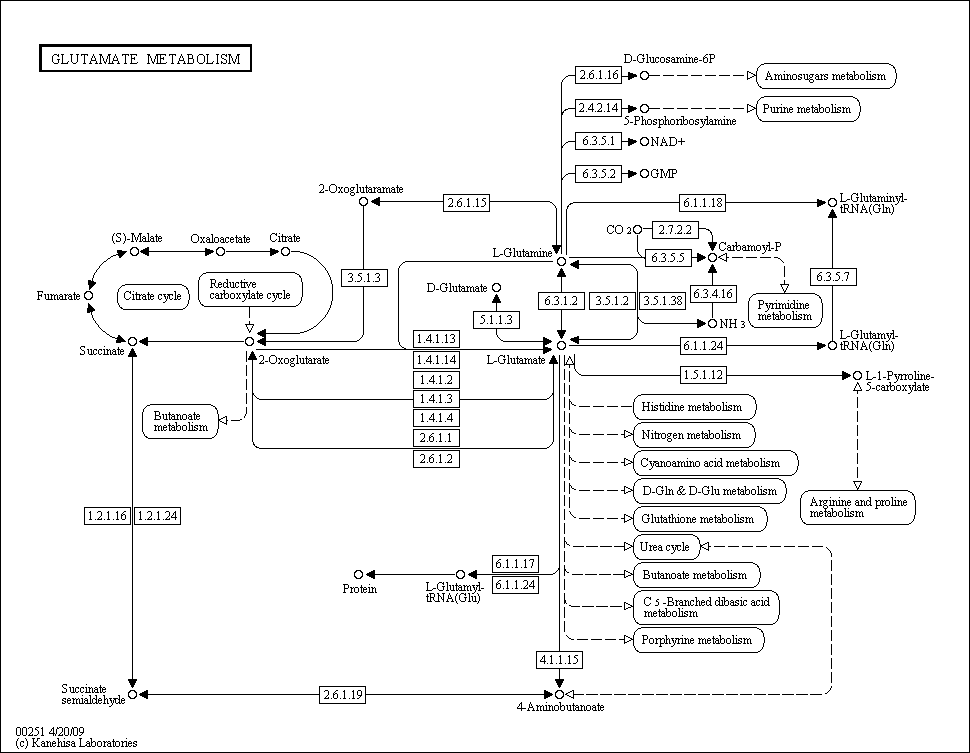 GLUTAMATE METABOLISM
D-Glucosamine-6P
2.6.1.16
Aminosugars metabolism
2.4.2.14
Purine metabolism
5-Phosphoribosylamine
6.3.5.1
NAD+
6.3.5.2
GMP
2-Oxoglutaramate
2.6.1.15
6.1.1.18
L-Glutaminyl-
tRNA(Gln)
(S)-Malate
Oxaloacetate
Citrate
CO 2
2.7.2.2
Carbamoyl-P
L-Glutamine
6.3.5.5
3.5.1.3
6.3.5.7
Fumarate
Citrate cycle
Reductive
carboxylate cycle
D-Glutamate
6.3.1.2
3.5.1.2
3.5.1.38
6.3.4.16
Pyrimidine
metabolism
5.1.1.3
NH 3
L-Glutamyl-
tRNA(Gln)
Succinate
2-Oxoglutarate
1.4.1.13
1.4.1.14
1.4.1.2
1.4.1.3
1.4.1.4
2.6.1.1
2.6.1.2
L-Glutamate
6.1.1.24
1.5.1.12
L-1-Pyrroline-
5-carboxylate
Butanoate
metabolism
Histidine metabolism
Nitrogen metabolism
Cyanoamino acid metabolism
D-Gln & D-Glu metabolism
Glutathione metabolism
Arginine and proline
metabolism
1.2.1.16
1.2.1.24
Urea cycle
6.1.1.17
6.1.1.24
Butanoate metabolism
Protein
L-Glutamyl-
tRNA(Glu)
C 5 -Branched dibasic acid
metabolism
Porphyrine metabolism
4.1.1.15
Succinate
semialdehyde
2.6.1.19
4-Aminobutanoate
00251 4/20/09
(c) Kanehisa Laboratories